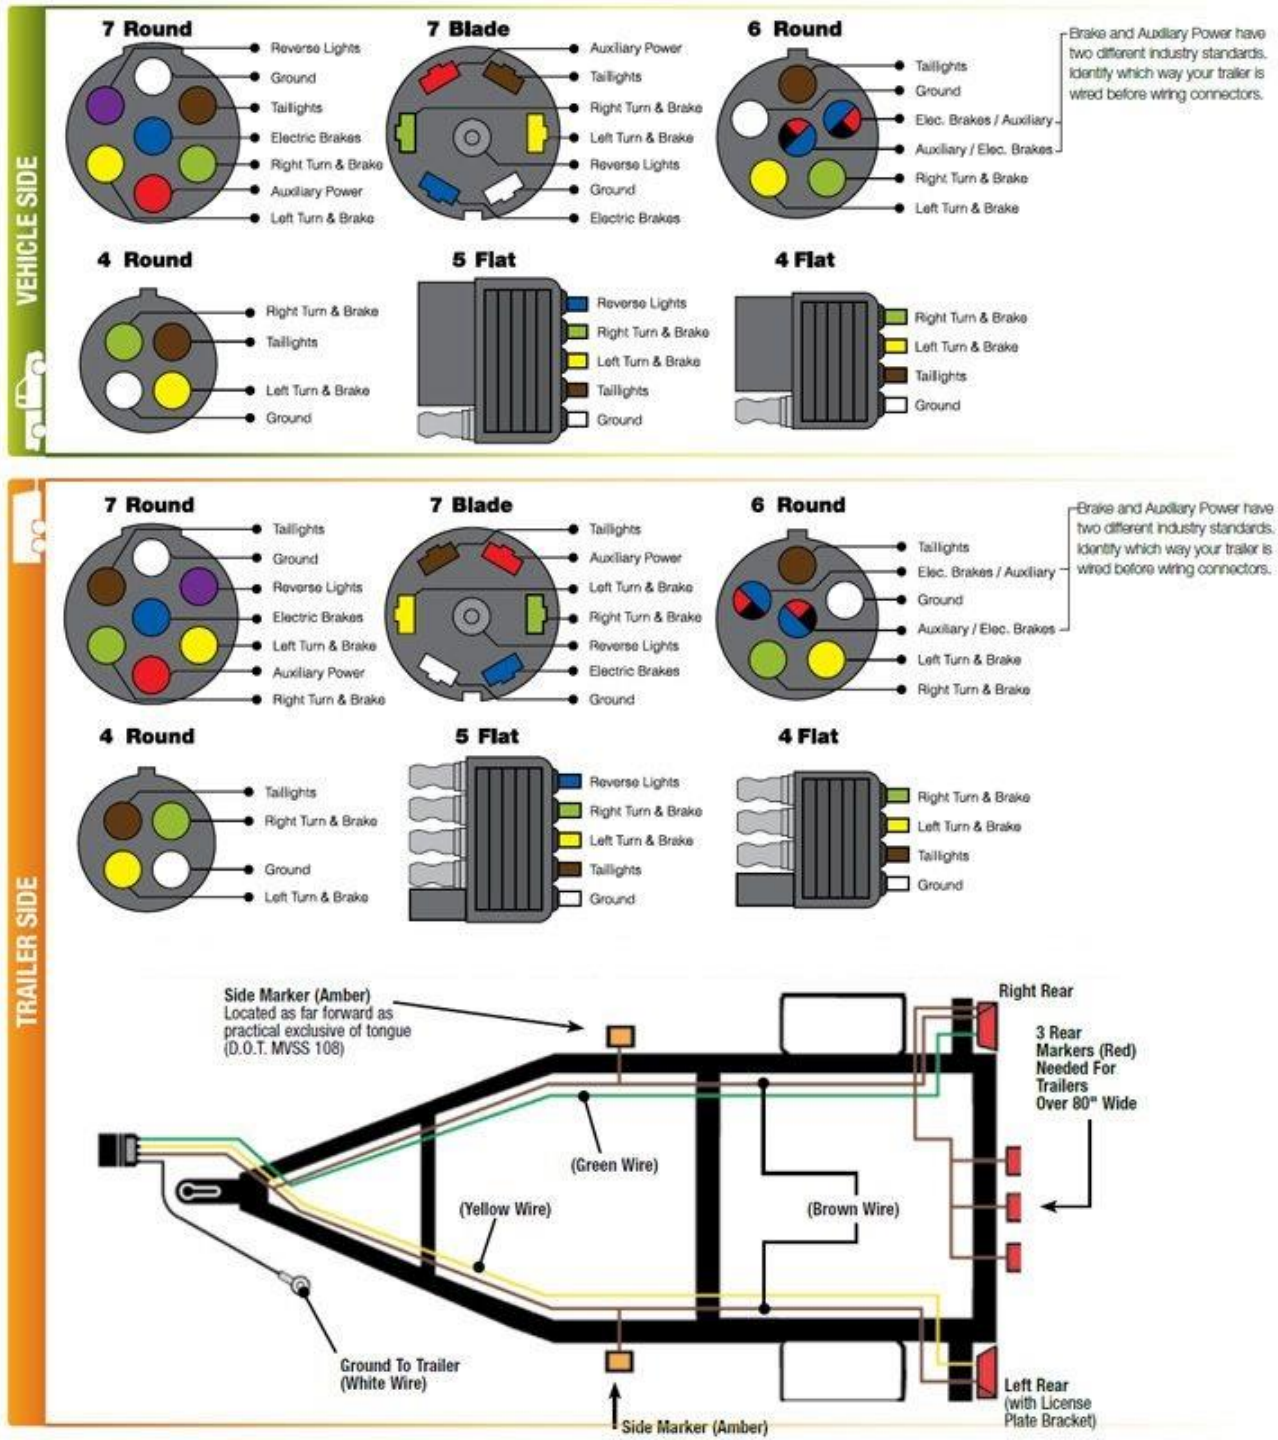 VEHICLE SIDE
7 Round
Reverse Lights
Ground
Taillights
Electric Brakes
Right Turn & Brake
Auxiliary Power
Left Turn & Brake
7 Blade
Auxiliary Power
Taillights
Right Turn & Brake
Left Turn & Brake
Reverse Lights
Ground
Electric Brakes
6 Round
Taillights
Ground
Elec. Brakes / Auxiliary
Auxiliary / Elec. Brakes
Right Turn & Brake
Left Turn & Brake
Brake and Auxiliary Power have
two different industry standards.
Identify which way your trailer is
wired before wiring connectors.
4 Round
Right Turn & Brake
Taillights
Left Turn & Brake
Ground
5 Flat
Reverse Lights
Right Turn & Brake
Left Turn & Brake
Taillights
Ground
4 Flat
Right Turn & Brake
Left Turn & Brake
Taillights
Ground
TRAILER SIDE
7 Round
Taillights
Ground
Reverse Lights
Electric Brakes
Left Turn & Brake
Auxiliary Power
Right Turn & Brake
7 Blade
Taillights
Auxiliary Power
Left Turn & Brake
Right Turn & Brake
Reverse Lights
Electric Brakes
Ground
6 Round
Taillights
Elec. Brakes / Auxiliary
Ground
Auxiliary / Elec. Brakes
Left Turn & Brake
Right Turn & Brake
Brake and Auxiliary Power have
two different industry standards.
Identify which way your trailer is
wired before wiring connectors.
4 Round
Taillights
Right Turn & Brake
Ground
Left Turn & Brake
5 Flat
Reverse Lights
Right Turn & Brake
Left Turn & Brake
Taillights
Ground
4 Flat
Right Turn & Brake
Left Turn & Brake
Taillights
Ground
Side Marker (Amber)
Located as far forward as
practical exclusive of tongue
(D.O.T. MVSS 108)
Right Rear
3 Rear
Markers (Red)
Needed For
Trailers
Over 80" Wide
(Green Wire)
(Yellow Wire)
(Brown Wire)
Ground To Trailer
(White Wire)
Left Rear
(with License
Plate Bracket)
Side Marker (Amber)